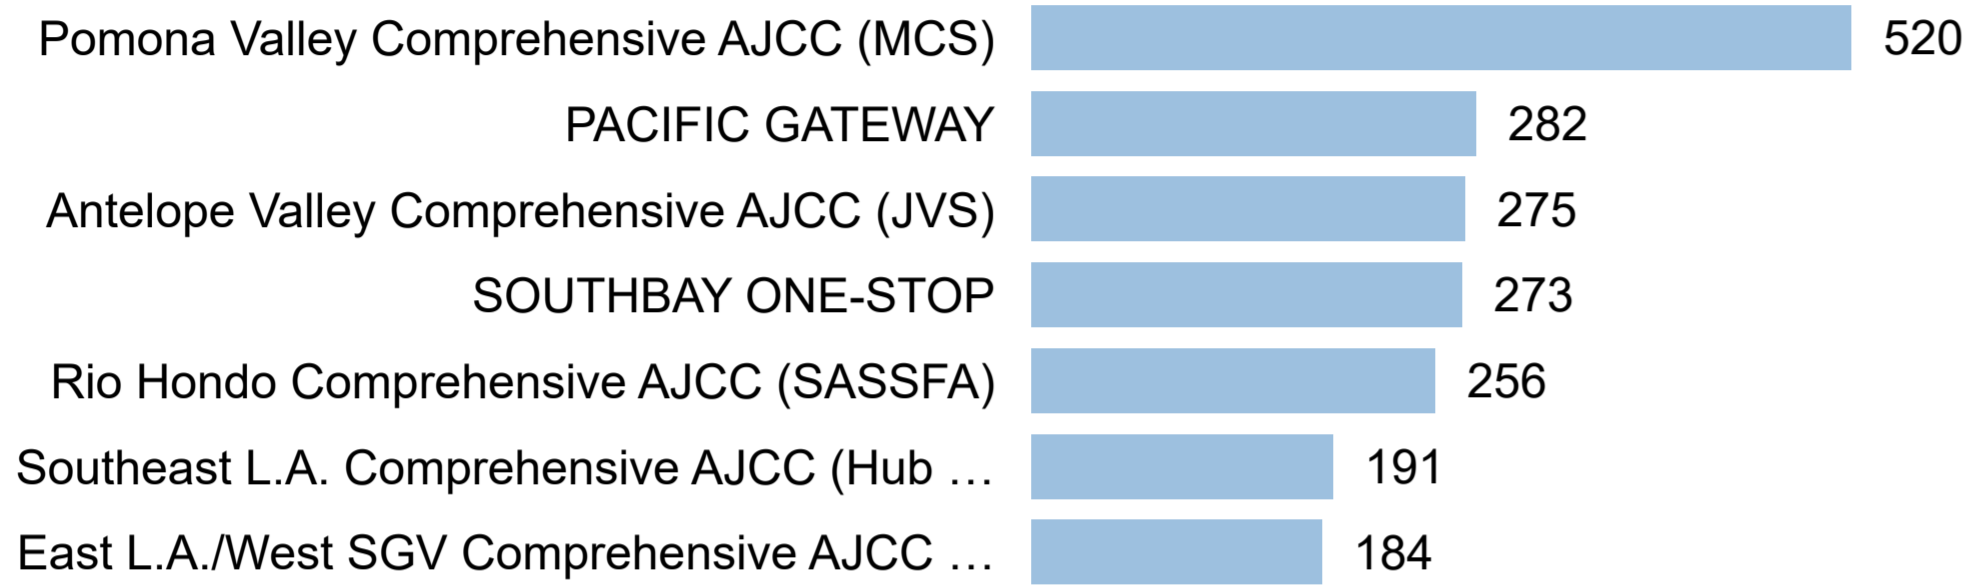 Pomona Valley Comprehensive AJCC (MCS) 520
PACIFIC GATEWAY 282
Antelope Valley Comprehensive AJCC (JVS) 275
SOUTHBAY ONE-STOP 273
Rio Hondo Comprehensive AJCC (SASSFA) 256
Southeast L.A. Comprehensive AJCC (Hub … 191
East L.A./West SGV Comprehensive AJCC … 184